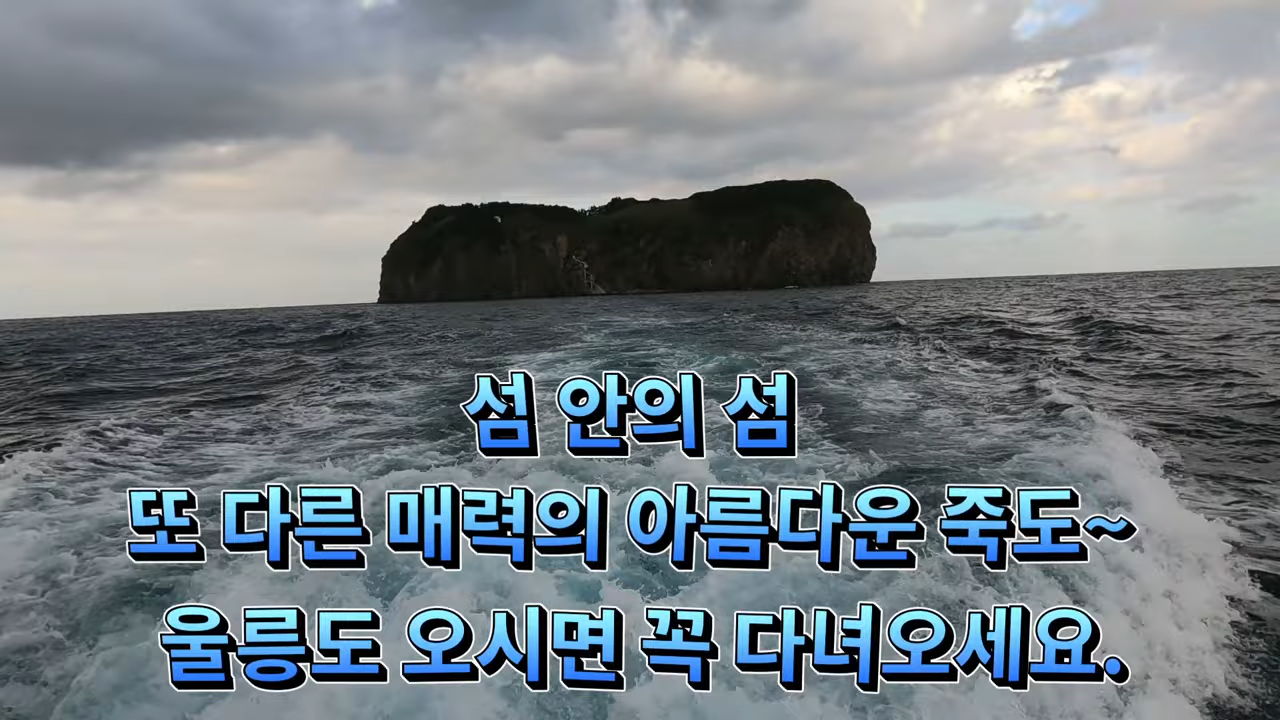 섬 안의 섬
또 다른 매력의 아름다운 죽도~
울릉도 오시면 꼭 다녀오세요.